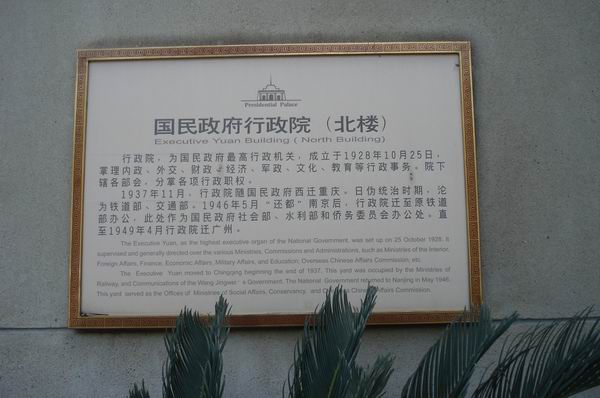 Presidential Palace
国民政府行政院（北楼）
Executive Yuan Building ( North Building)
行政院，为国民政府最高行政机关，成立于1928年10月25日，
掌理内政、外交、财政、经济、军政、文化、教育等行政事务。院下
辖各部会，分掌各项行政职权。
1937年11月，行政院随国民政府西迁重庆。日伪统治时期，沦
为铁道部、交通部。1946年5月“还都”南京后，行政院迁至原铁道
部办公，此处作为国民政府社会部、水利部和侨务委员会办公处。直
至1949年4月行政院迁广州。
The Executive Yuan, as the highest executive organ of the National Government, was set up on 25 October 1928. It
supervised and generally directed over the various Ministries, Commissions and Administrations, such as Ministries of the Interior,
Foreign Affairs, Finance, Economic Affairs, Military Affairs, and Education; Overseas Chinese Affairs Commission, etc.
The Executive Yuan moved to Chingqing beginning the end of 1937. This yard was ocupied by the Ministries of
Railway, and Communications of the Wang Jingwei's Government. The National Government returned to Nanjing in May 1946.
This yard served as the Offices of Ministries of Social Affairs, Conservancy, and Overseas Chinese Affairs Commission.